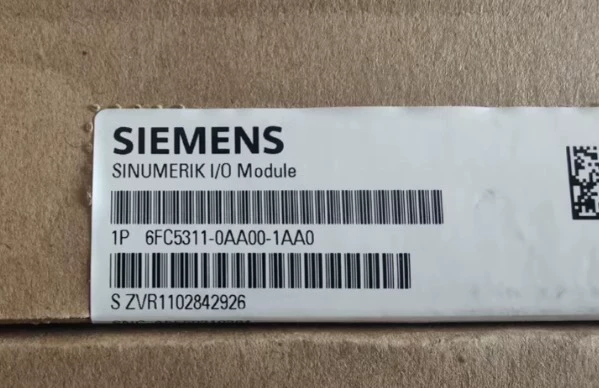 SIEMENS
SINUMERIK I/O Module
1P 6FC5311-0AA00-1AA0
S ZVR1102842926